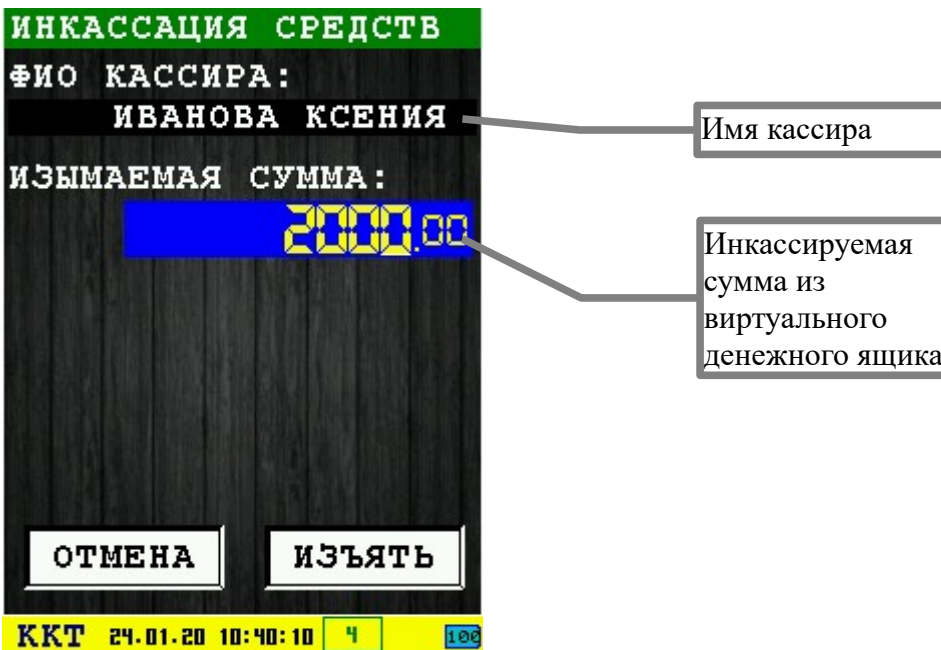 ИНКАССАЦИЯ СРЕДСТВ
ФИО КАССИРА:
ИВАНОВА КСЕНИЯ
Имя кассира
ИЗЫМАЕМАЯ СУММА:
2000.00
Инкассируемая
сумма из
виртуального
денежного ящика
ОТМЕНА
ИЗЪЯТЬ
ККТ 24.01.20 10:40:10 4 100